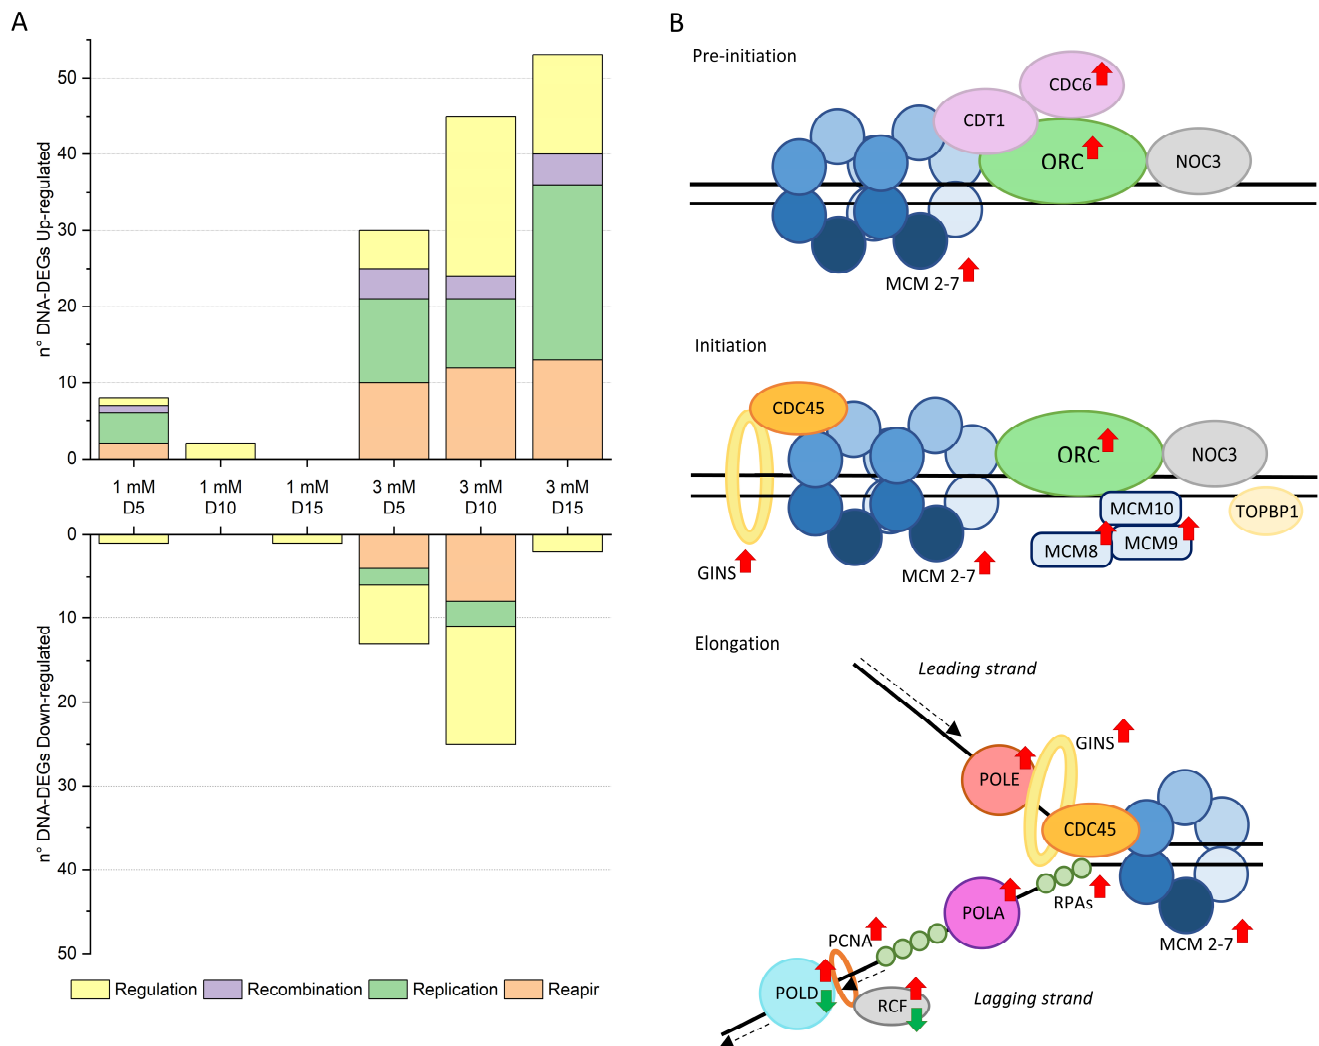 A
n° DNA-DEGs Up-regulated
50
40
30
20
10
0
1 mM D5
1 mM D10
1 mM D15
3 mM D5
3 mM D10
3 mM D15
n° DNA-DEGs Down-regulated
0
10
20
30
40
50
Regulation
Recombination
Replication
Reapir
B
Pre-initiation
CDC6
CDT1
ORC
NOC3
MCM 2-7
Initiation
CDC45
ORC
NOC3
MCM10
TOPBP1
MCM9
MCM8
GINS
MCM 2-7
Elongation
Leading strand
GINS
POLE
CDC45
RPAs
POLA
PCNA
MCM 2-7
POLD
RCF
Lagging strand